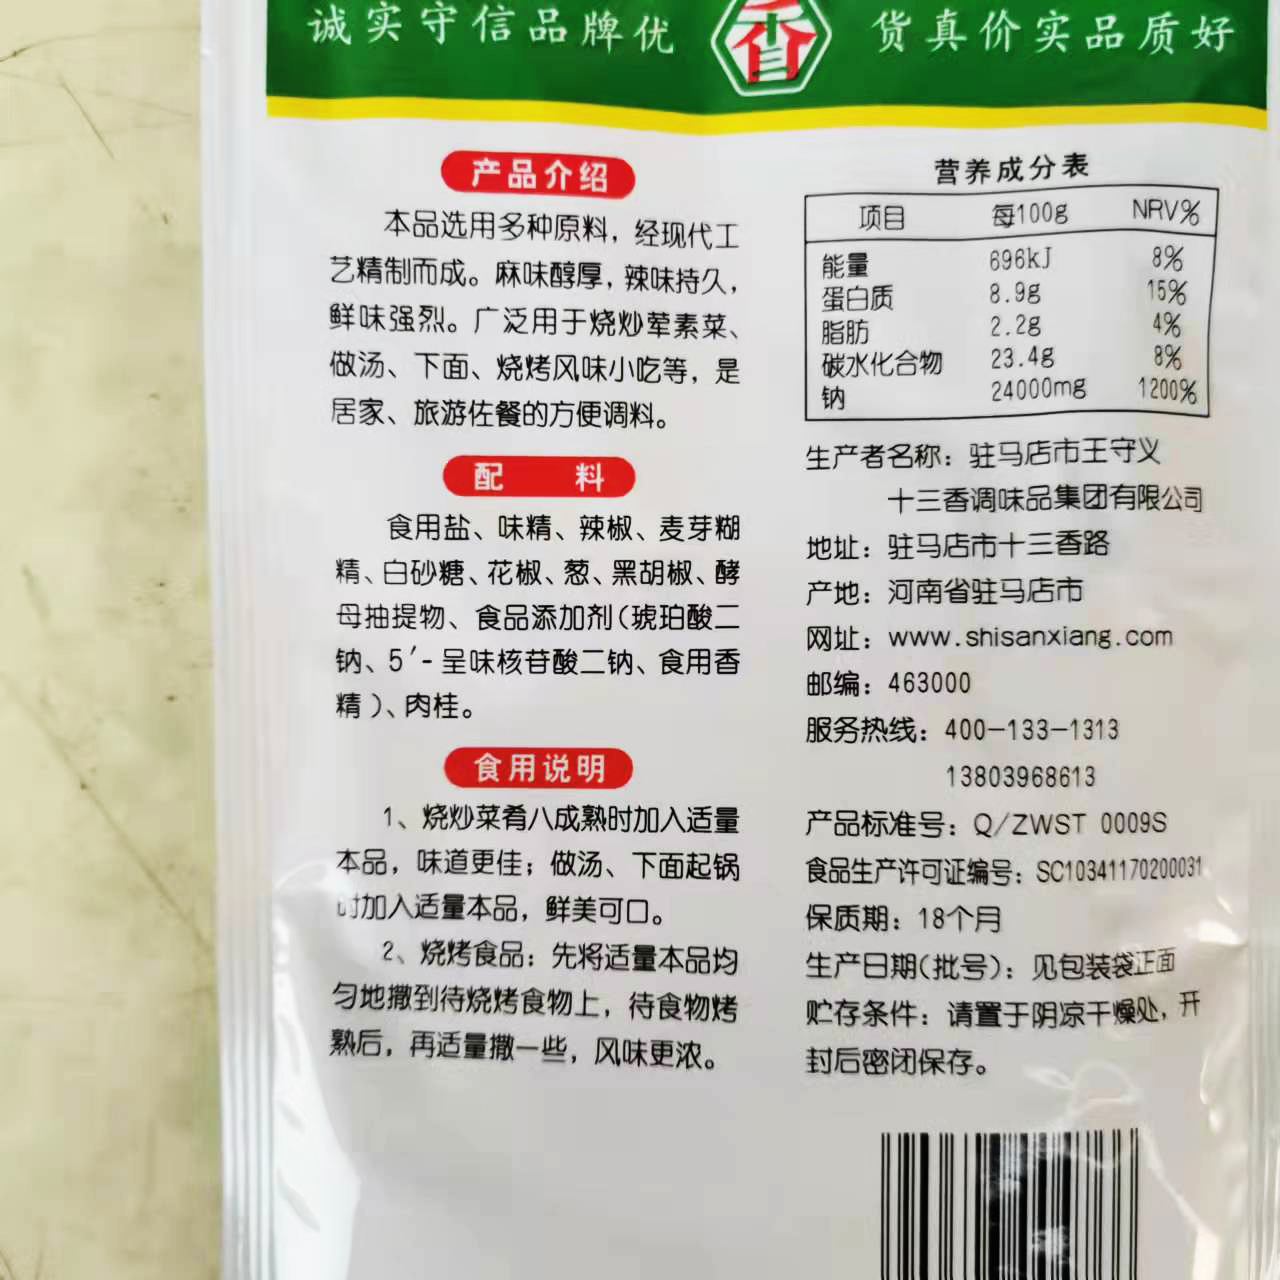 诚实守信品牌优
香
货真价实品质好
产品介绍
本品选用多种原料，经现代工
艺精制而成。麻味醇厚，辣味持久，
鲜味强烈。广泛用于烧炒荤素菜、
做汤、下面、烧烤风味小吃等，是
居家、旅游佐餐的方便调料。
配 料
食用盐、味精、辣椒、麦芽糊
精、白砂糖、花椒、葱、黑胡椒、酵
母抽提物、食品添加剂（琥珀酸二
钠、5′-呈味核苷酸二钠、食用香
精）、肉桂。
食用说明
1、烧炒菜肴八成熟时加入适量
本品，味道更佳；做汤、下面起锅
时加入适量本品，鲜美可口。
2、烧烤食品：先将适量本品均
匀地撒到待烧烤食物上，待食物烤
熟后，再适量撒一些，风味更浓。
营养成分表
项目 每100g NRV%
能量 696kJ 8%
蛋白质 8.9g 15%
脂肪 2.2g 4%
碳水化合物 23.4g 8%
钠 24000mg 1200%
生产者名称：驻马店市王守义
十三香调味品集团有限公司
地址：驻马店市十三香路
产地：河南省驻马店市
网址：www.shisanxiang.com
邮编：463000
服务热线：400-133-1313
13803968613
产品标准号：Q/ZWST 0009S
食品生产许可证编号：SC10341170200031
保质期：18个月
生产日期（批号）：见包装袋正面
贮存条件：请置于阴凉干燥处，开
封后密闭保存。